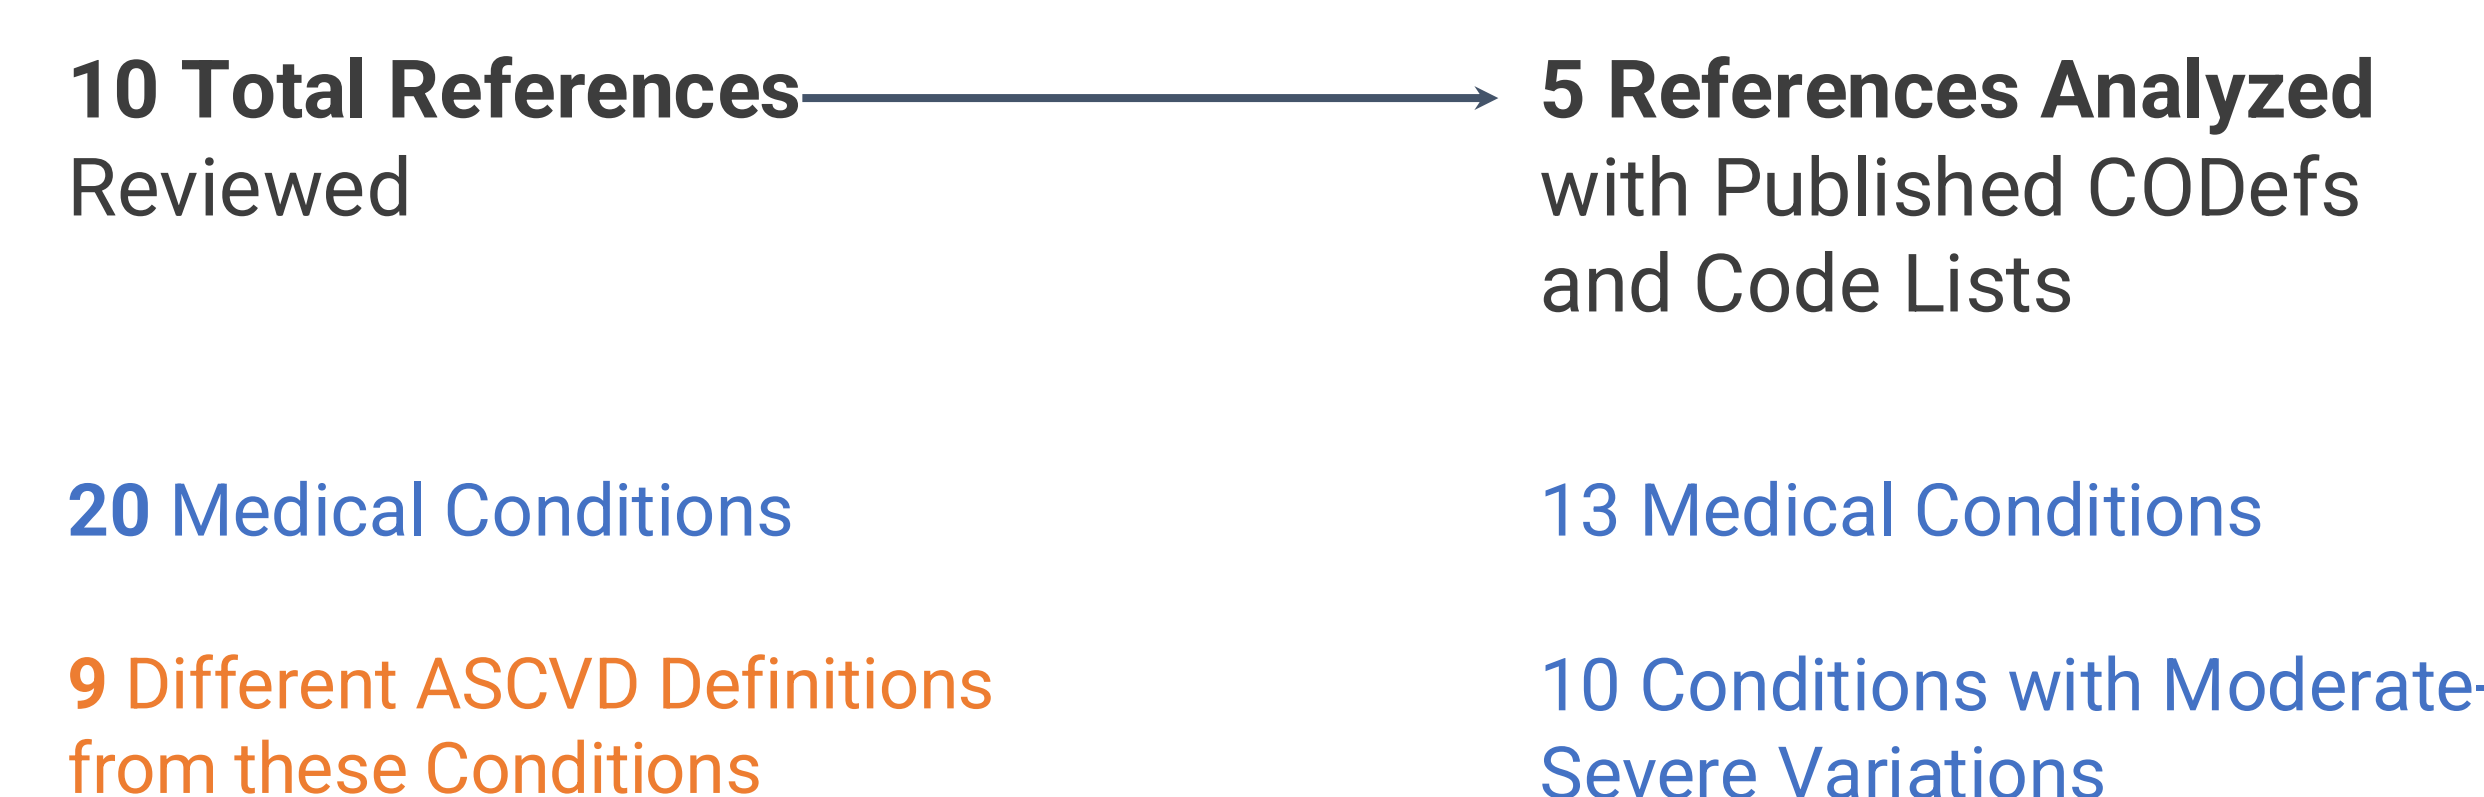 10 Total References
Reviewed
20 Medical Conditions
9 Different ASCVD Definitions
from these Conditions
5 References Analyzed
with Published CODefs
and Code Lists
13 Medical Conditions
10 Conditions with Moderate-
Severe Variations